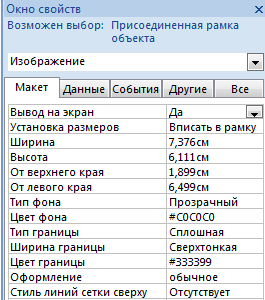 Окно свойств
Возможен выбор: Присоединенная рамка
объекта
Изображение
Макет Данные События Другие Все
Вывод на экран Да
Установка размеров Вписать в рамку
Ширина 7,376см
Высота 6,111см
От верхнего края 1,899см
От левого края 6,499см
Тип фона Прозрачный
Цвет фона #C0C0C0
Тип границы Сплошная
Ширина границы Сверхтонкая
Цвет границы #333399
Оформление обычное
Стиль линий сетки сверху Отсутствует